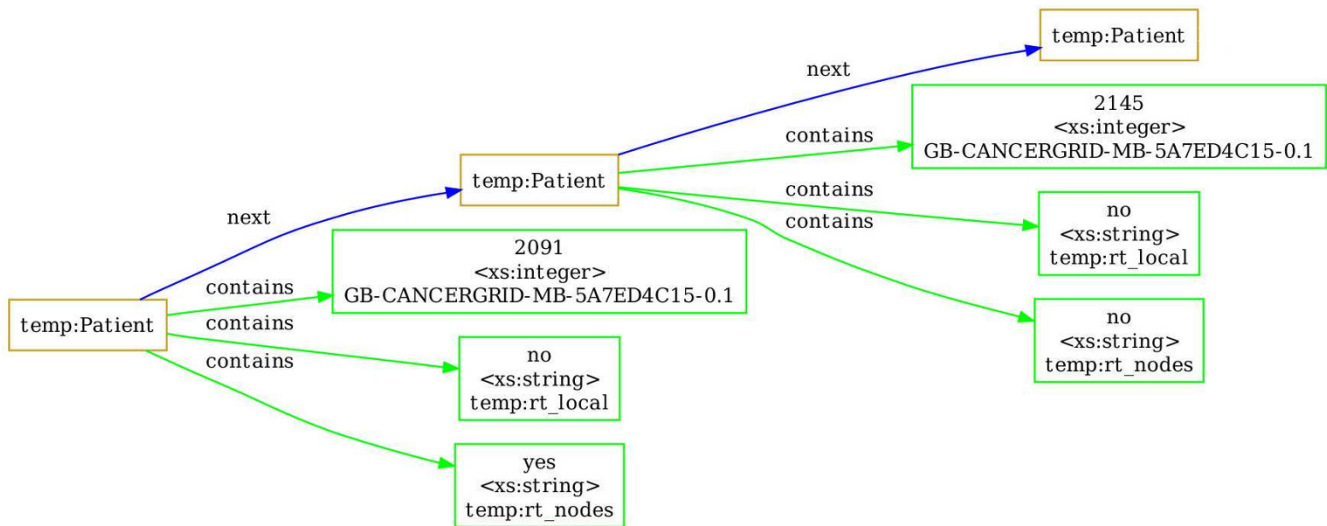 temp:Patient
next
2145
<xs:integer>
GB-CANCERGRID-MB-5A7ED4C15-0.1
contains
temp:Patient
contains
no
<xs:string>
temp:rt_local
contains
next
2091
<xs:integer>
GB-CANCERGRID-MB-5A7ED4C15-0.1
contains
temp:Patient
no
<xs:string>
temp:rt_nodes
contains
no
<xs:string>
temp:rt_local
contains
yes
<xs:string>
temp:rt_nodes